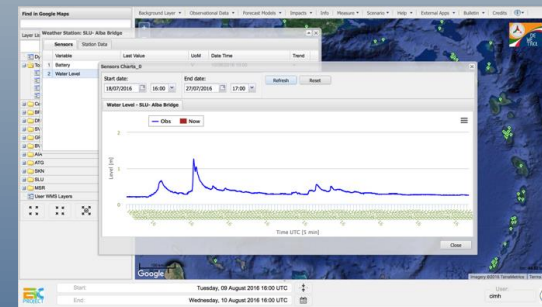 Find in Google Maps
Background Layer
Observational Data
Forecast Models
Impacts
Info
Measure
Scenario
Help
External Apps
Bulletin
Credits
Layer Lis
Weather Station: SLU- Alba Bridge
Sensors
Station Data
Variable
Last Value
UoM
Date Time
Trend
1 Battery
2 Water Level
Sensors Charts_0
Start date:
End date:
18/07/2016
16:00
27/07/2016
17:00
Refresh
Reset
Water Level - SLU- Alba Bridge
Obs
Now
2
Level [m]
1
0
Time UTC [5 min]
Close
ATG
SKN
SLU
MSR
User WMS Layers
Google
Start:
Tuesday, 09 August 2016 16:00 UTC
End:
Wednesday, 10 August 2016 16:00 UTC
User:
cimh